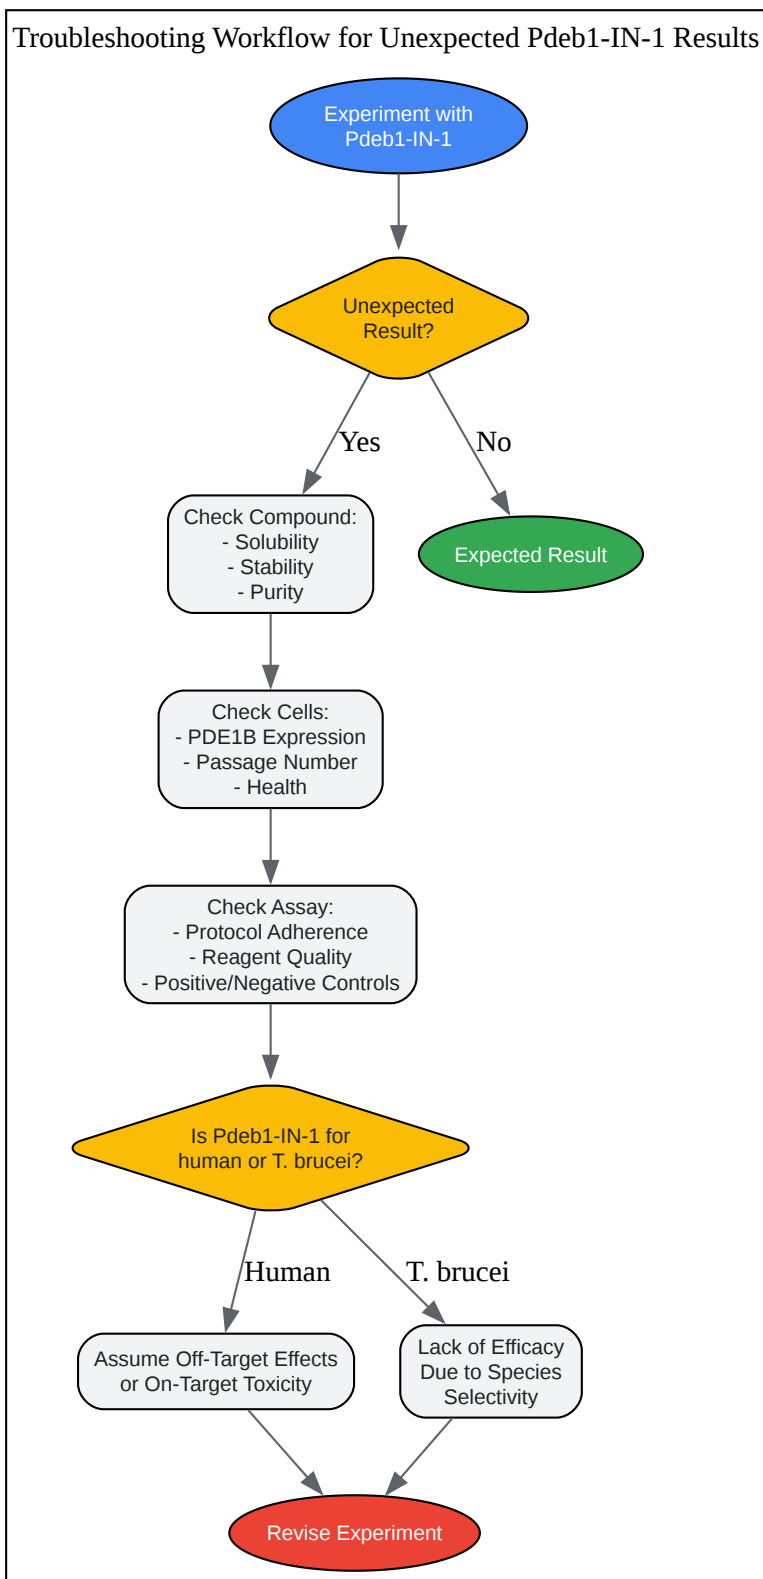 Troubleshooting Workflow for Unexpected Pdeb1-IN-1 Results
Experiment with
Pdeb1-IN-1
Unexpected
Result?
Yes
No
Check Compound:
- Solubility
- Stability
- Purity
Expected Result
Check Cells:
- PDE1B Expression
- Passage Number
- Health
Check Assay:
- Protocol Adherence
- Reagent Quality
- Positive/Negative Controls
Is Pdeb1-IN-1 for
human or T. brucei?
Human
T. brucei
Assume Off-Target Effects
or On-Target Toxicity
Lack of Efficacy
Due to Species
Selectivity
Revise Experiment